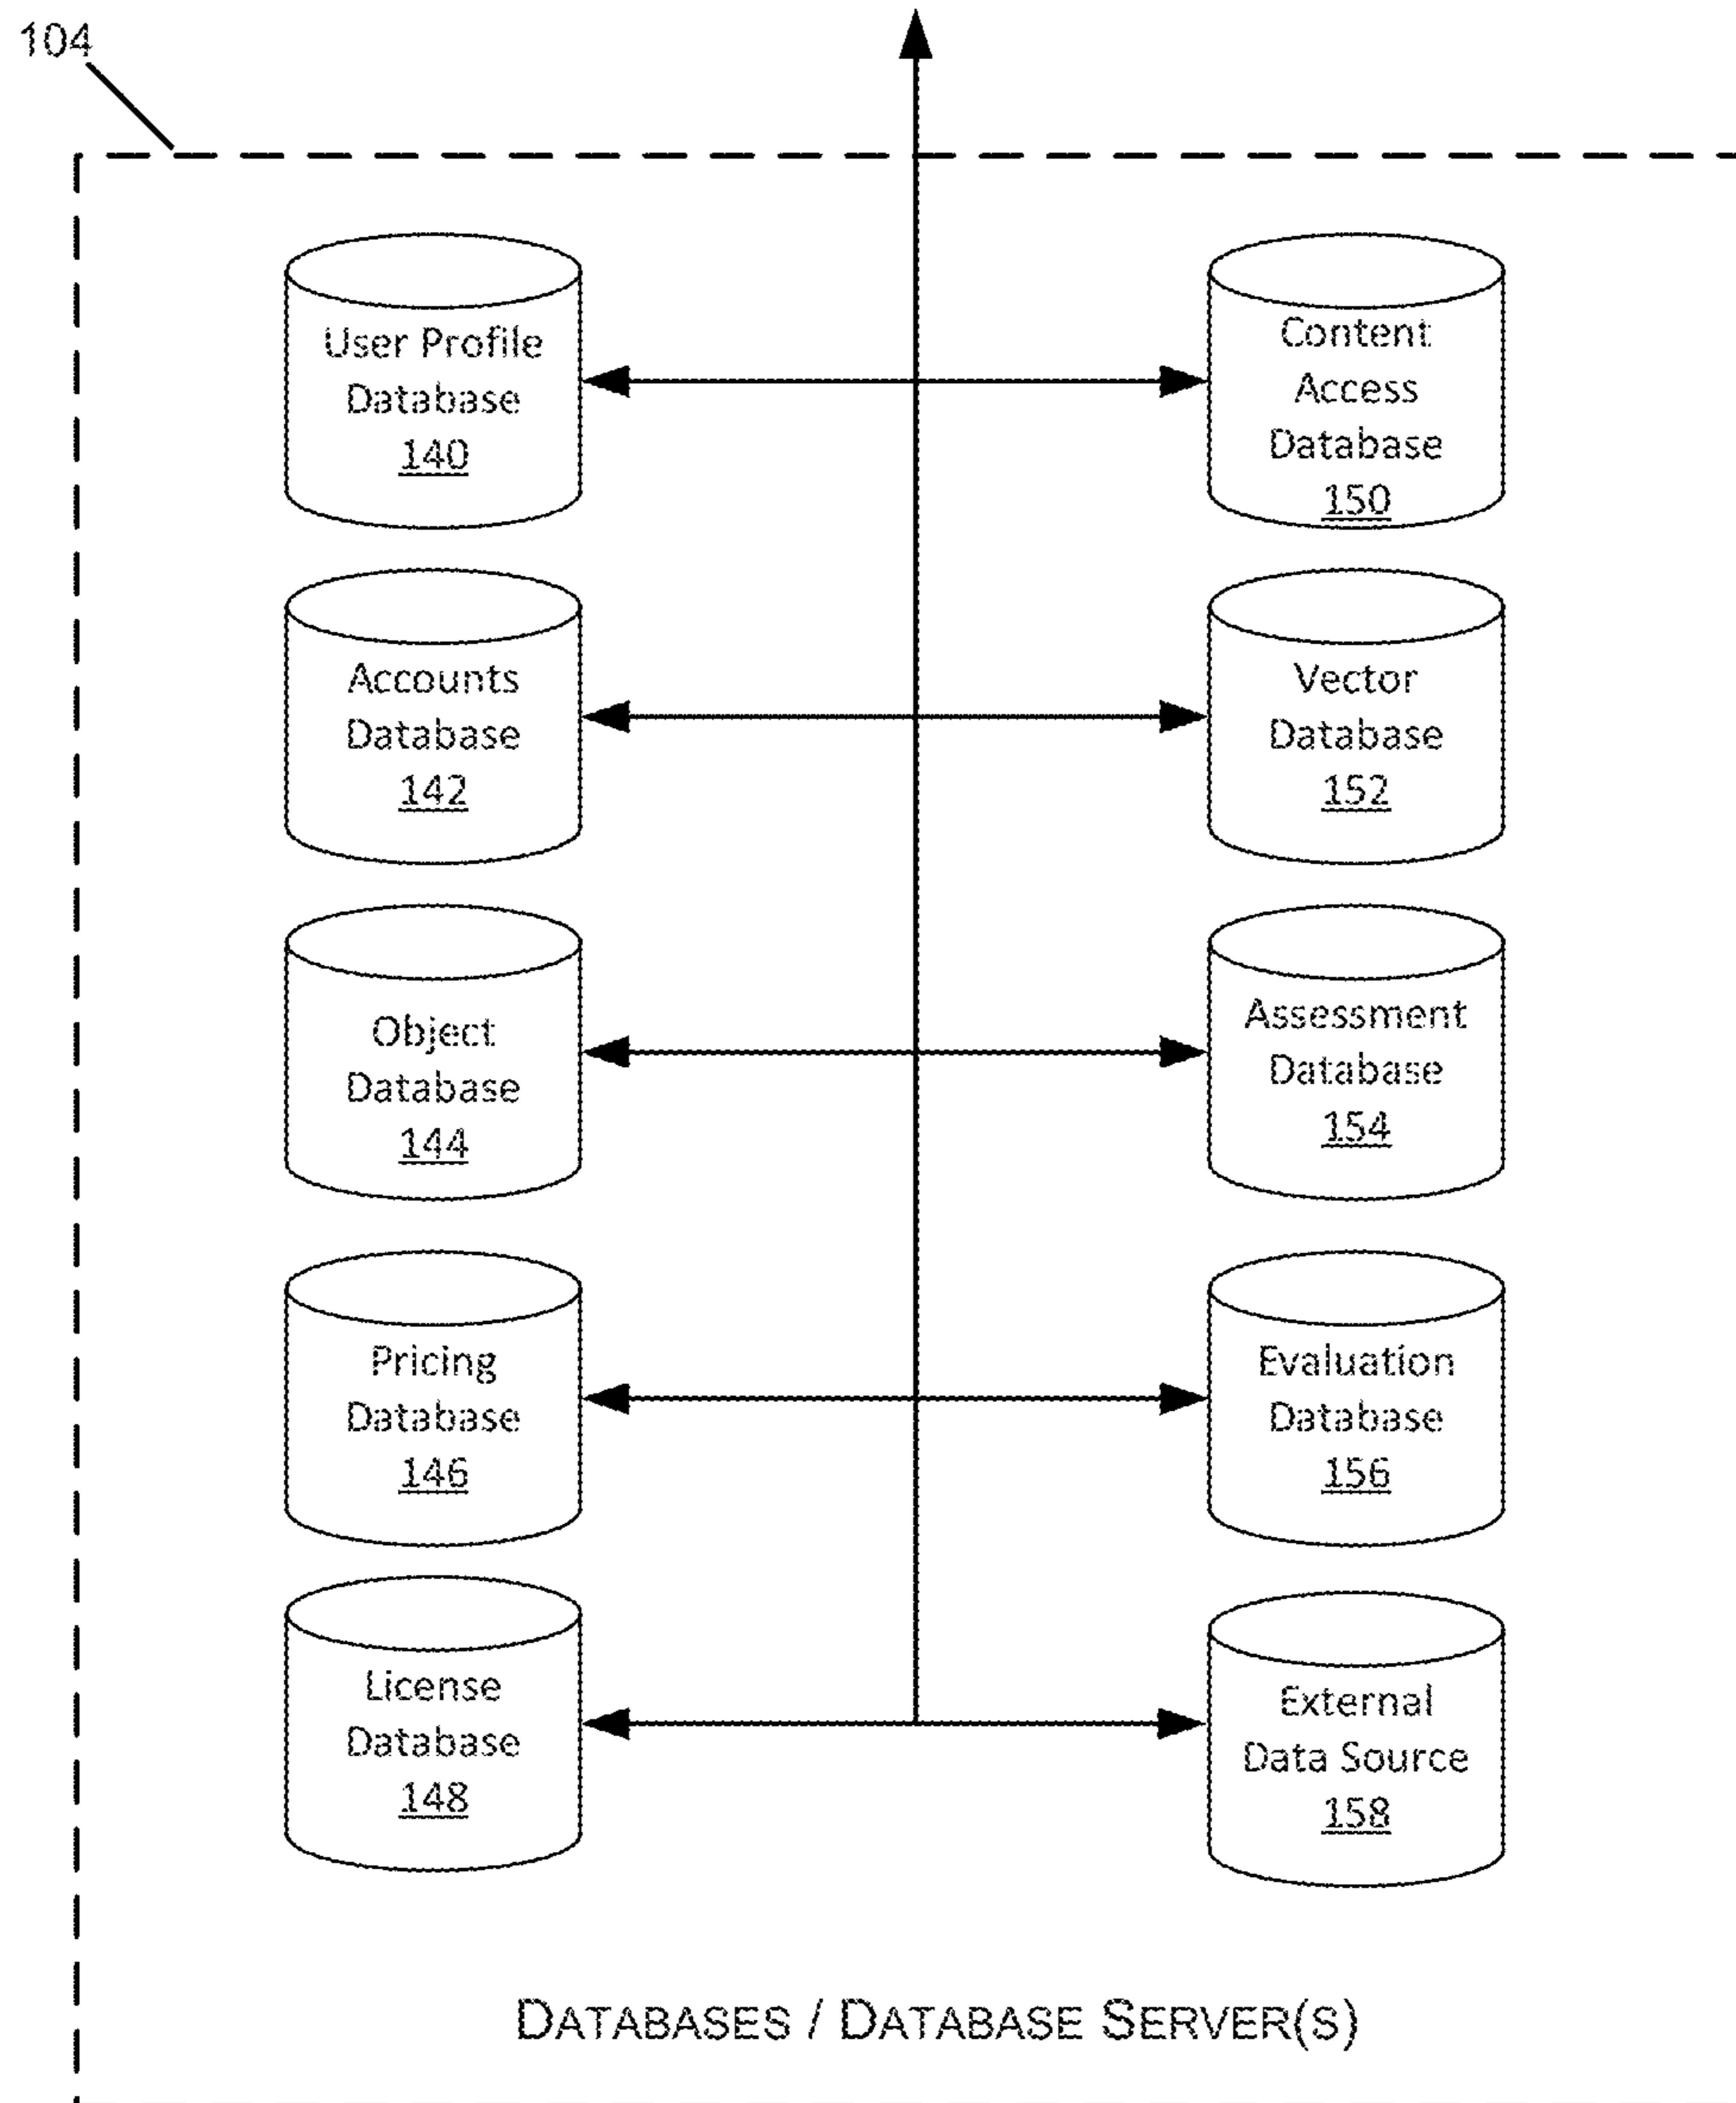 104
User Profile
Database
140
Content
Access
Database
150
Accounts
Database
142
Vector
Database
152
Object
Database
144
Assessment
Database
154
Pricing
Database
146
Evaluation
Database
156
License
Database
148
External
Data Source
158
DATABASES / DATABASE SERVER(S)